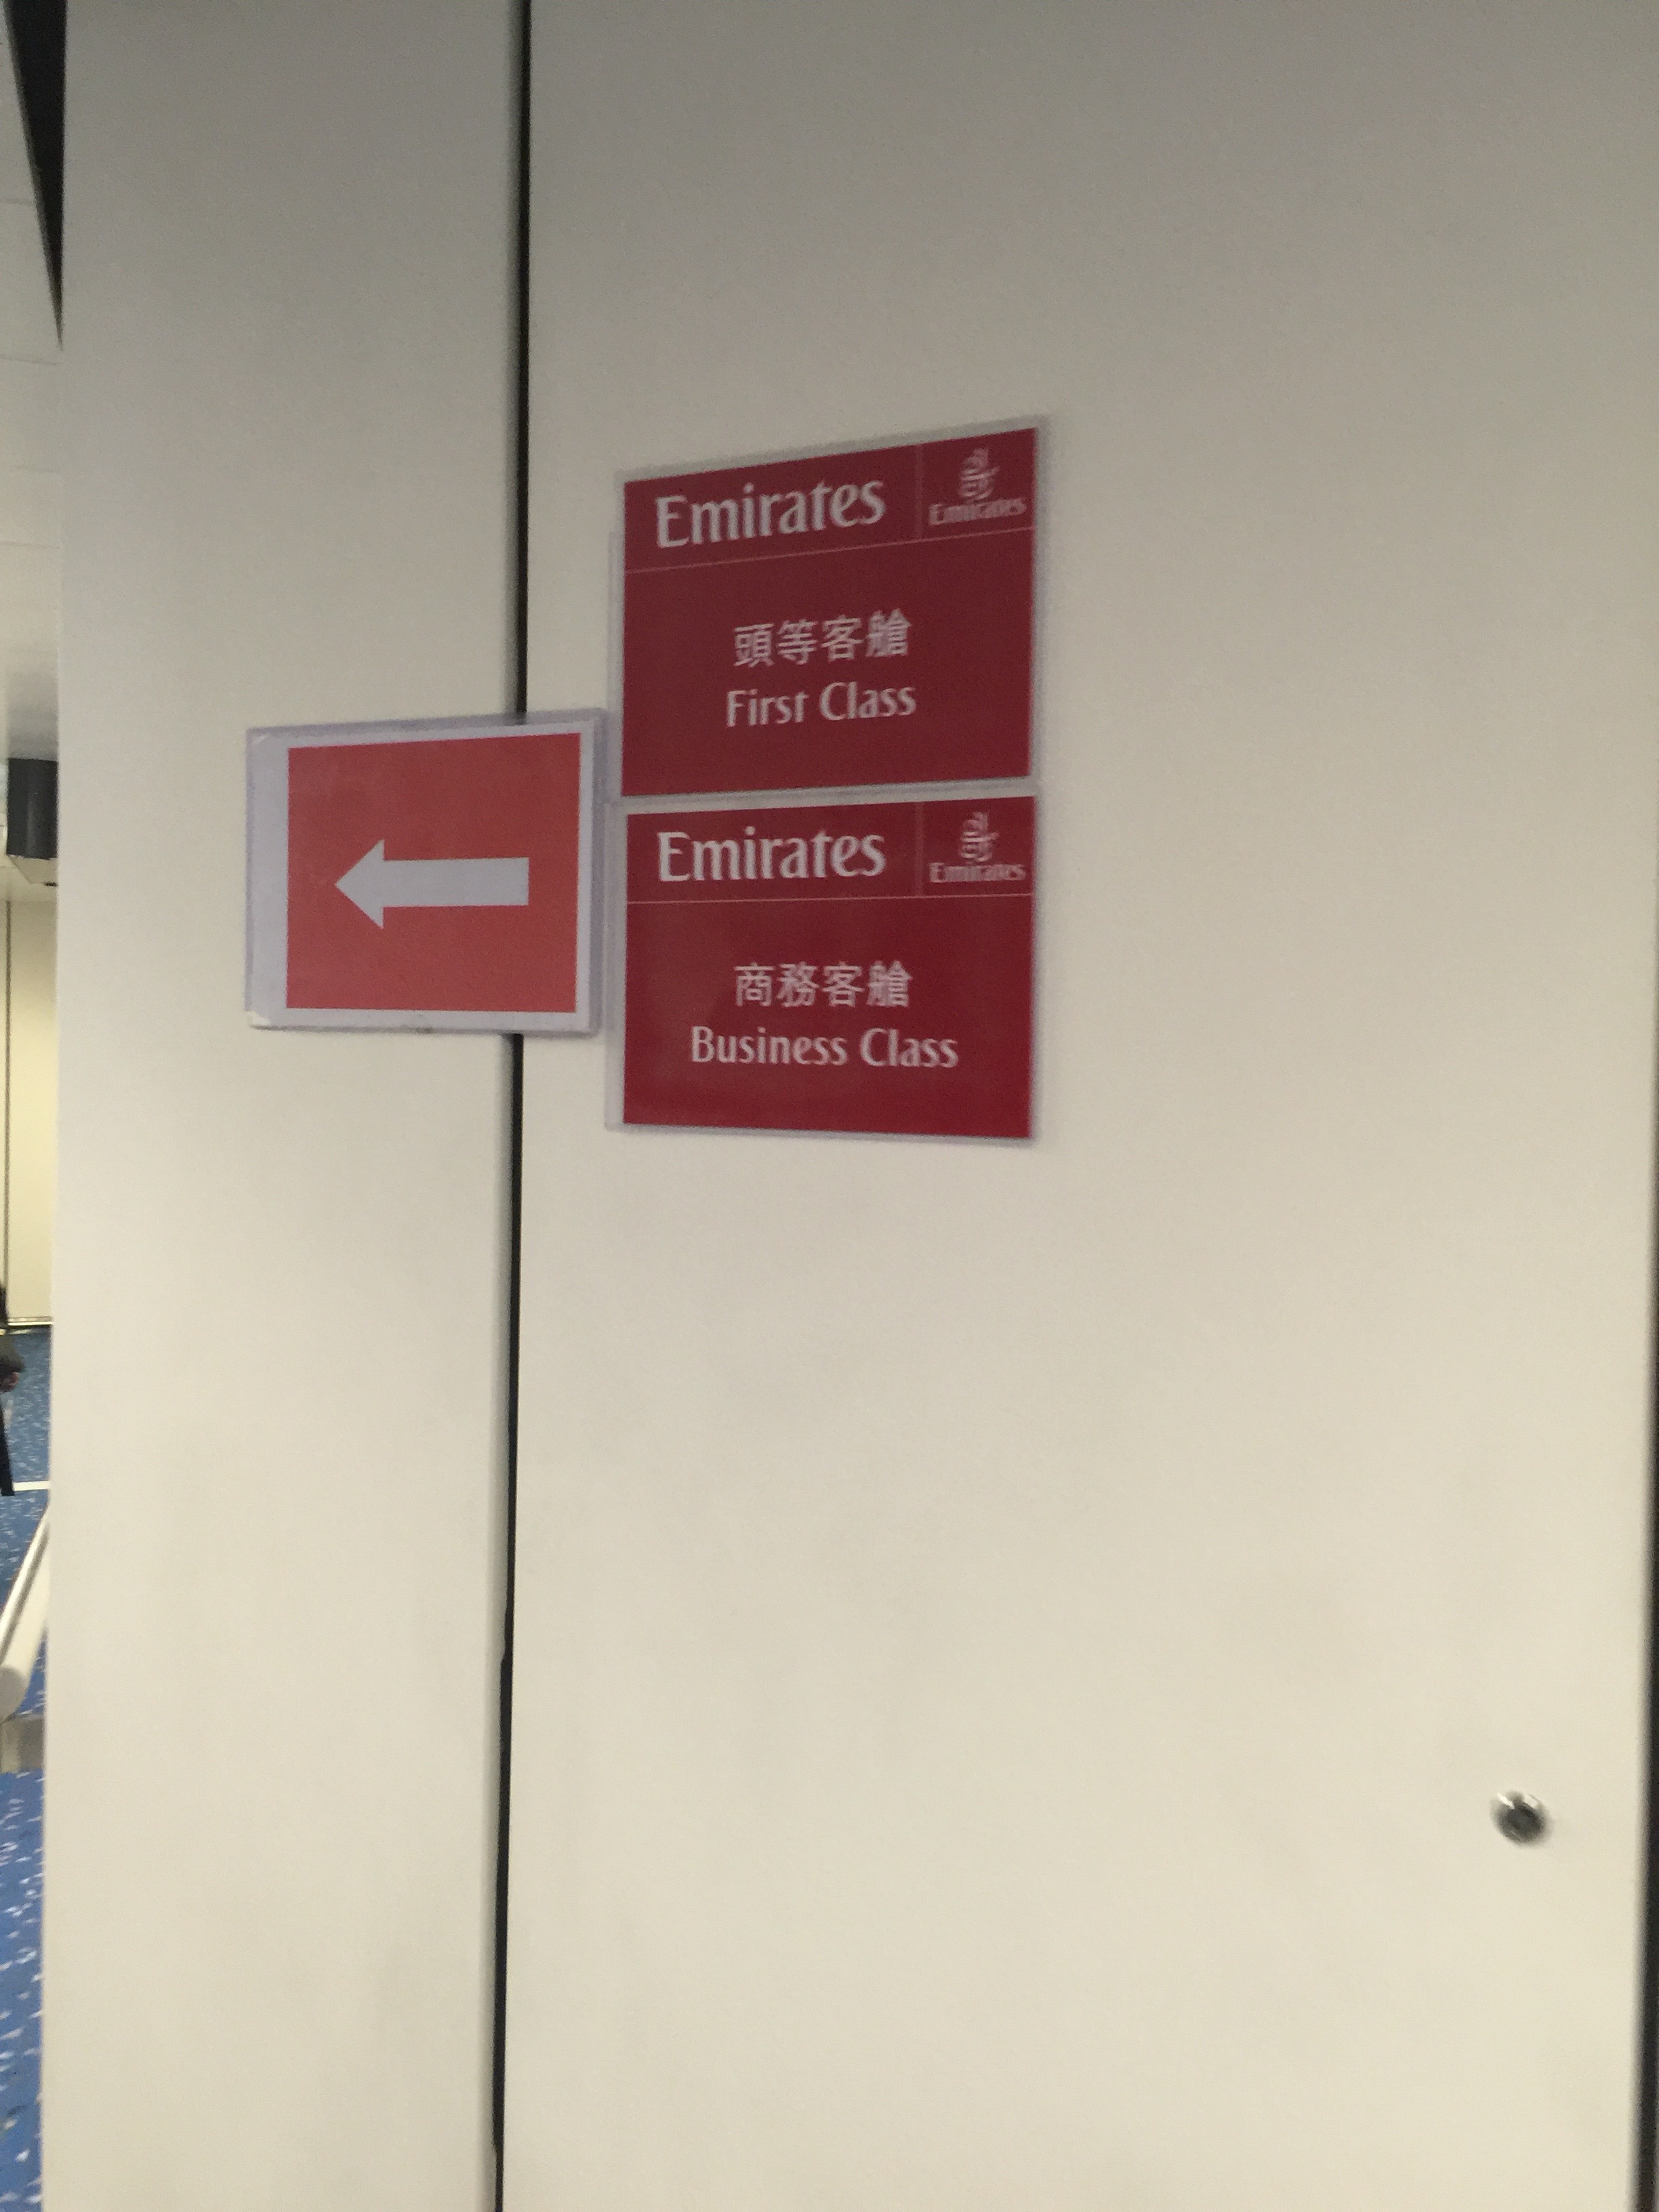 Emirates
Emirates
頭等客艙
First Class
Emirates
Emirates
商務客艙
Business Class